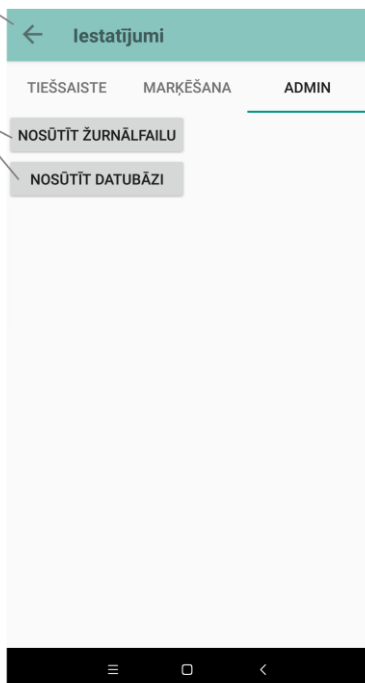 Iestatījumi
TIEŠSAISTE MARĶĒŠANA ADMIN
NOSŪTĪT ŽURNĀLFAILU
NOSŪTĪT DATUBĀZI